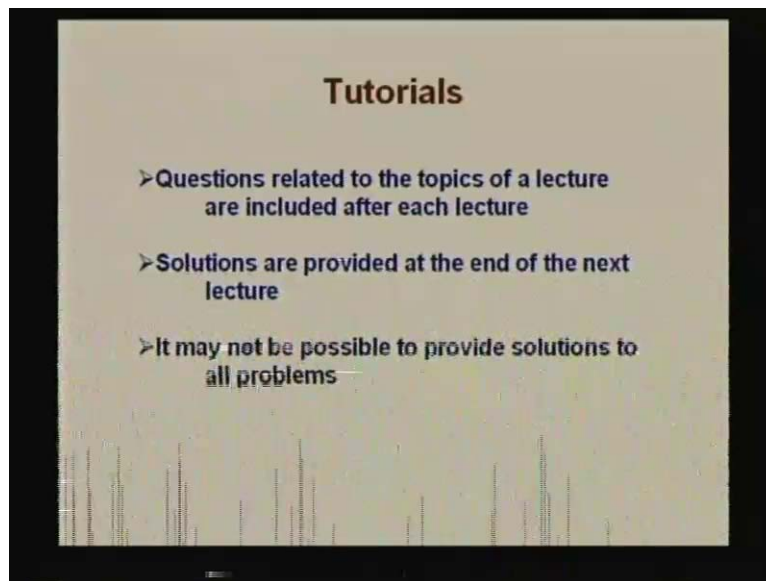 Tutorials
➢Questions related to the topics of a lecture
are included after each lecture
➢Solutions are provided at the end of the next
lecture
➢It may not be possible to provide solutions to
all problems